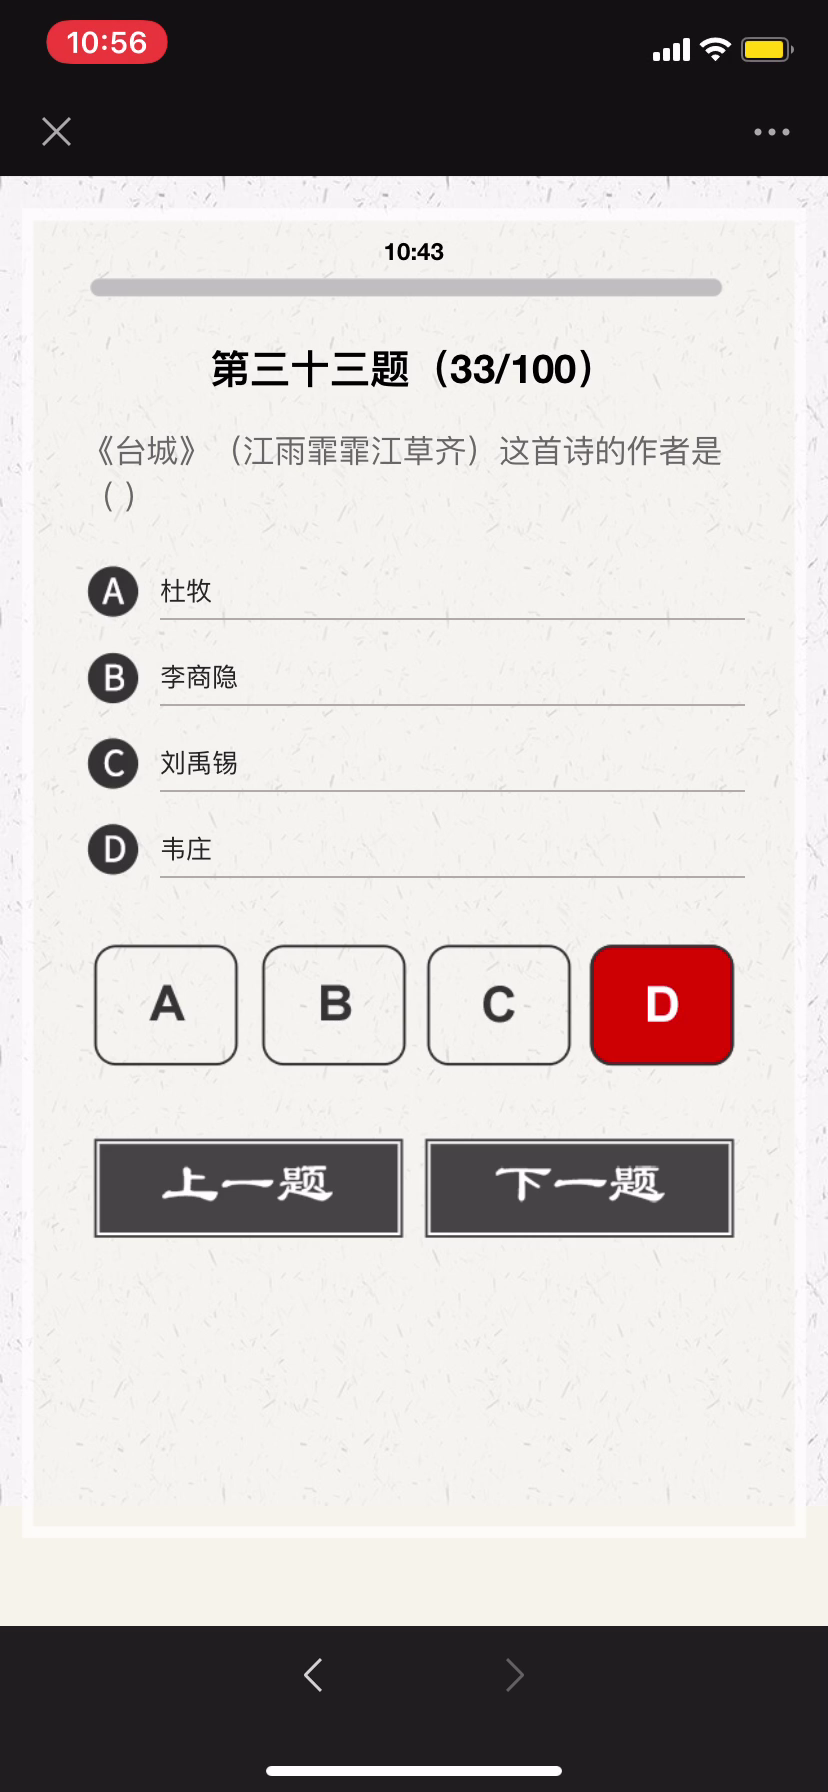 10:56
10:43
第三十三题（33/100）
《台城》（江雨霏霏江草齐）这首诗的作者是
（ ）
A 杜牧
B 李商隐
C 刘禹锡
D 韦庄
A B C D
上一题 下一题